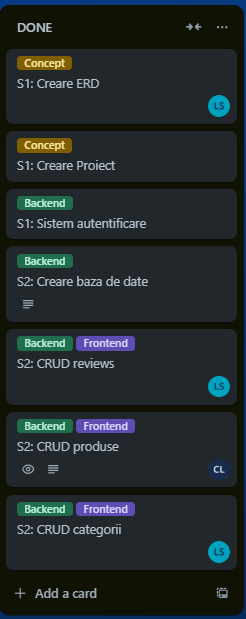 DONE
Concept
S1: Creare ERD
LS
Concept
S1: Creare Proiect
Backend
S1: Sistem autentificare
Backend
S2: Creare baza de date
Backend Frontend
S2: CRUD reviews
LS
Backend Frontend
S2: CRUD produse
CL
Backend Frontend
S2: CRUD categorii
LS
Add a card